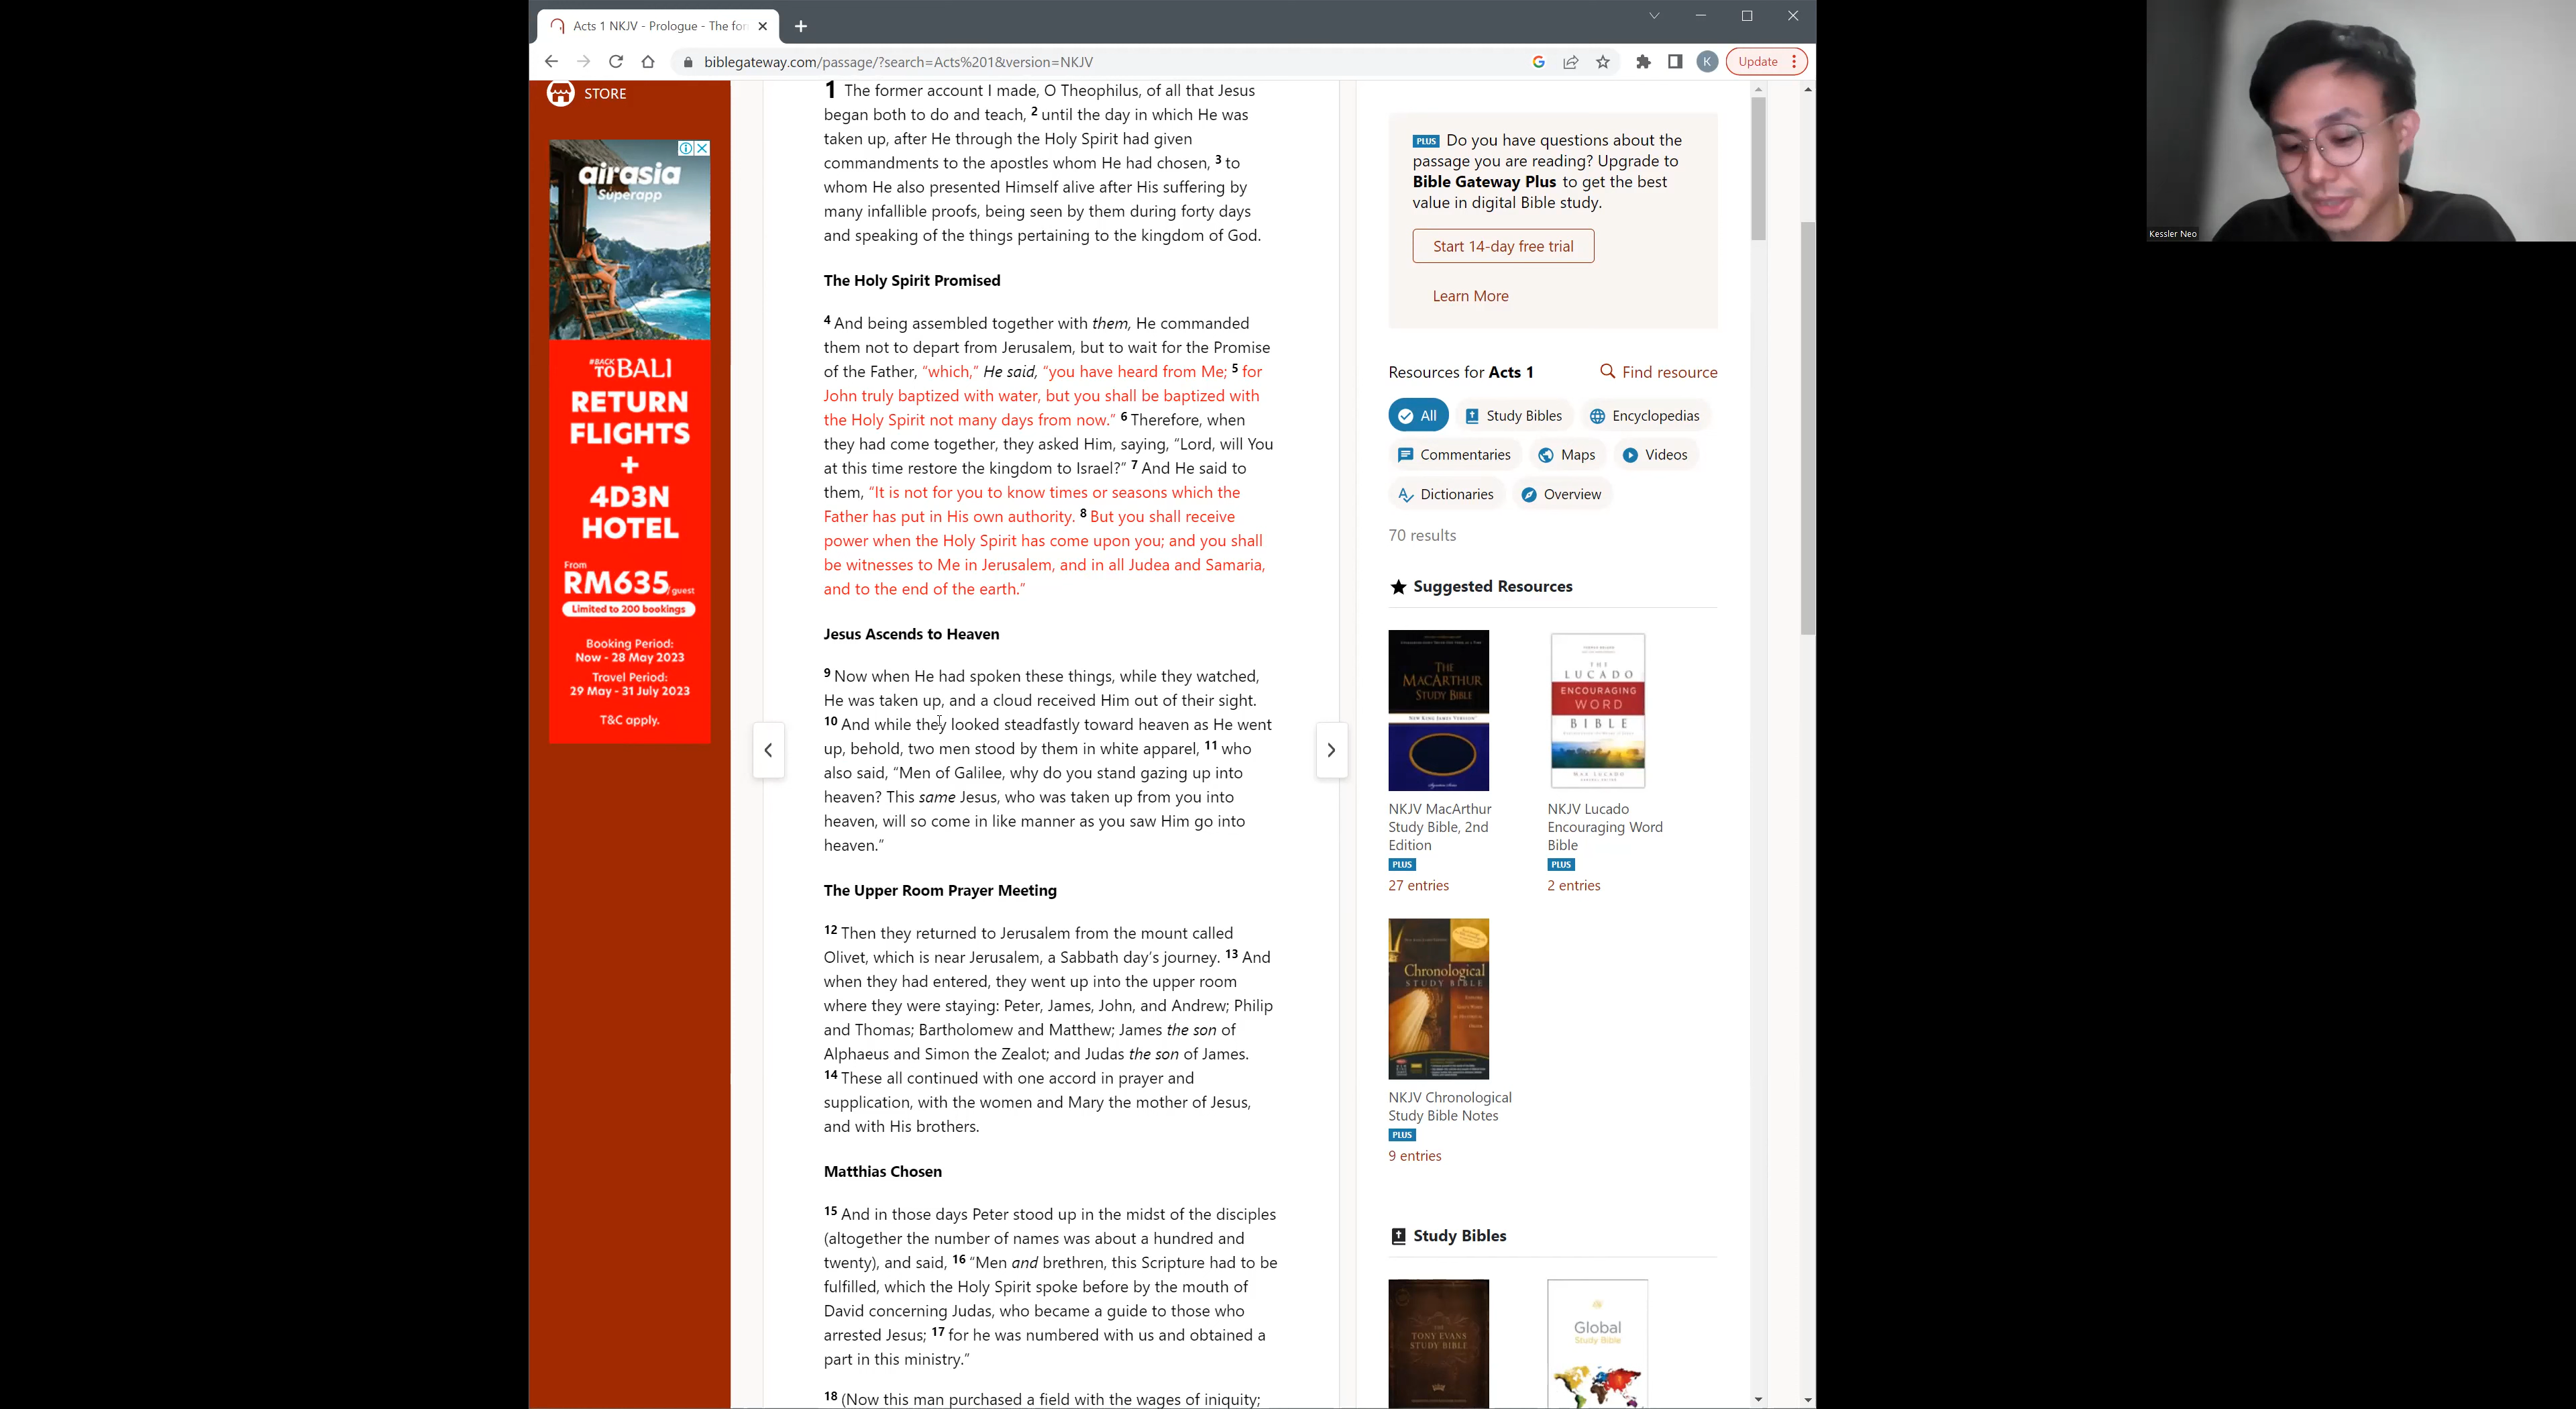 Acts 1 NKJV - Prologue - The for
biblegateway.com/passage/?search=Acts%201&version=NKJV
K
Update
STORE
airasia
Superapp
#BACK
TO BALI
RETURN
FLIGHTS
+
4D3N
HOTEL
From
RM635/guest
Limited to 200 bookings
Booking Period:
Now - 28 May 2023
Travel Period:
29 May - 31 July 2023
T&C apply.
1 The former account I made, O Theophilus, of all that Jesus
began both to do and teach, 2 until the day in which He was
taken up, after He through the Holy Spirit had given
commandments to the apostles whom He had chosen, 3 to
whom He also presented Himself alive after His suffering by
many infallible proofs, being seen by them during forty days
and speaking of the things pertaining to the kingdom of God.
The Holy Spirit Promised
4 And being assembled together with them, He commanded
them not to depart from Jerusalem, but to wait for the Promise
of the Father, “which,” He said, “you have heard from Me; 5 for
John truly baptized with water, but you shall be baptized with
the Holy Spirit not many days from now.” 6 Therefore, when
they had come together, they asked Him, saying, “Lord, will You
at this time restore the kingdom to Israel?” 7 And He said to
them, “It is not for you to know times or seasons which the
Father has put in His own authority. 8 But you shall receive
power when the Holy Spirit has come upon you; and you shall
be witnesses to Me in Jerusalem, and in all Judea and Samaria,
and to the end of the earth.”
Jesus Ascends to Heaven
9 Now when He had spoken these things, while they watched,
He was taken up, and a cloud received Him out of their sight.
10 And while they looked steadfastly toward heaven as He went
up, behold, two men stood by them in white apparel, 11 who
also said, “Men of Galilee, why do you stand gazing up into
heaven? This same Jesus, who was taken up from you into
heaven, will so come in like manner as you saw Him go into
heaven.”
The Upper Room Prayer Meeting
12 Then they returned to Jerusalem from the mount called
Olivet, which is near Jerusalem, a Sabbath day’s journey. 13 And
when they had entered, they went up into the upper room
where they were staying: Peter, James, John, and Andrew; Philip
and Thomas; Bartholomew and Matthew; James the son of
Alphaeus and Simon the Zealot; and Judas the son of James.
14 These all continued with one accord in prayer and
supplication, with the women and Mary the mother of Jesus,
and with His brothers.
Matthias Chosen
15 And in those days Peter stood up in the midst of the disciples
(altogether the number of names was about a hundred and
twenty), and said, 16 “Men and brethren, this Scripture had to be
fulfilled, which the Holy Spirit spoke before by the mouth of
David concerning Judas, who became a guide to those who
arrested Jesus; 17 for he was numbered with us and obtained a
part in this ministry.”
18 (Now this man purchased a field with the wages of iniquity;
PLUS Do you have questions about the
passage you are reading? Upgrade to
Bible Gateway Plus to get the best
value in digital Bible study.
Start 14-day free trial
Learn More
Resources for Acts 1 Find resource
All Study Bibles Encyclopedias
Commentaries Maps Videos
Dictionaries Overview
70 results
Suggested Resources
THE
MACARTHUR
STUDY BIBLE
NEW KING JAMES VERSION
THE
LUCADO
ENCOURAGING
WORD
BIBLE
MAX LUCADO
NKJV MacArthur
Study Bible, 2nd
Edition
PLUS
27 entries
NKJV Lucado
Encouraging Word
Bible
PLUS
2 entries
Chronological
STUDY BIBLE
NKJV Chronological
Study Bible Notes
PLUS
9 entries
Study Bibles
THE
TONY EVANS
STUDY BIBLE
Global
Study Bible
Kessler Neo